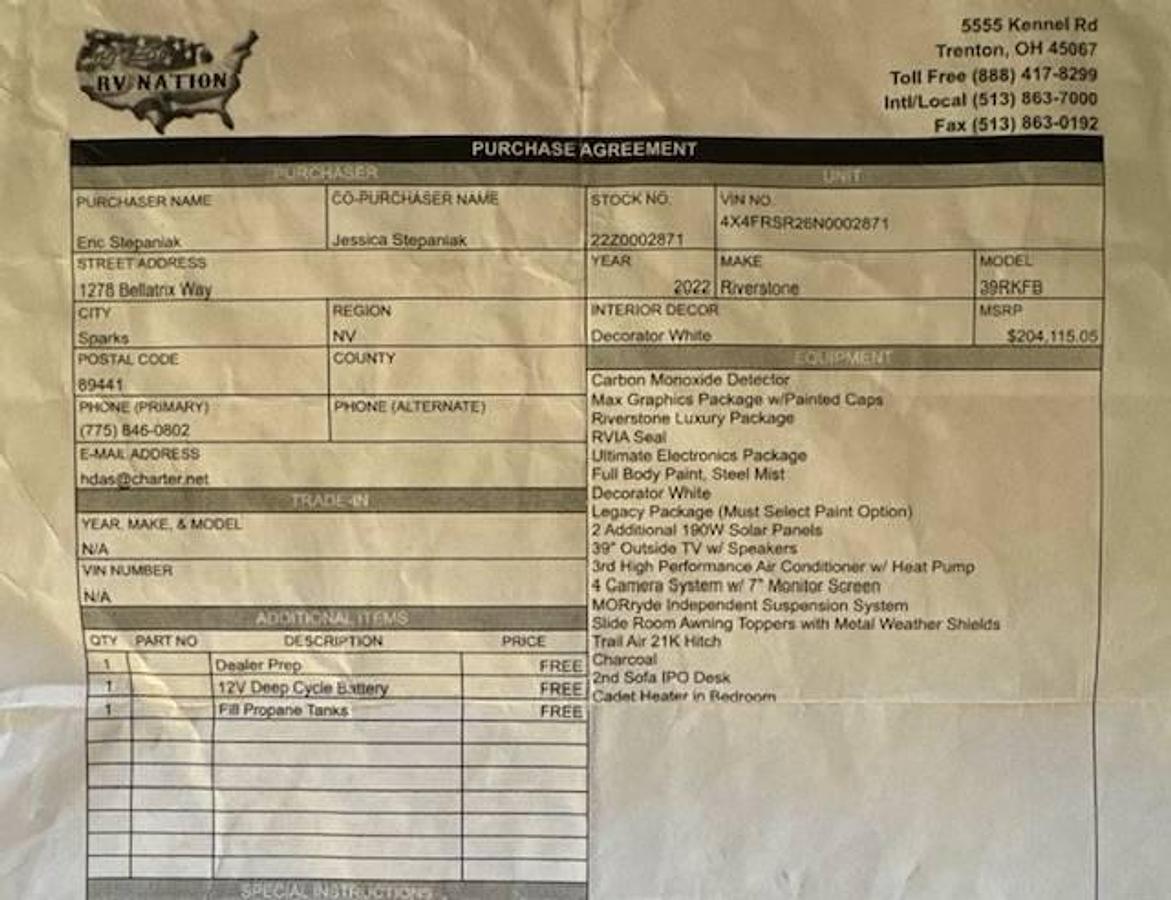 RV NATION
5555 Kennel Rd
Trenton, OH 45067
Toll Free (888) 417-8299
Intl/Local (513) 863-7000
Fax (513) 863-0192
PURCHASE AGREEMENT
PURCHASER
PURCHASER NAME CO-PURCHASER NAME
Eric Stepaniak Jessica Stepaniak
STREET ADDRESS
1278 Bellatrix Way
CITY REGION
Sparks NV
POSTAL CODE COUNTY
89441
PHONE (PRIMARY) PHONE (ALTERNATE)
(775) 846-0802
E-MAIL ADDRESS
hdas@charter.net
TRADE-IN
YEAR, MAKE, & MODEL
N/A
VIN NUMBER
N/A
ADDITIONAL ITEMS
QTY PART NO DESCRIPTION PRICE
1 Dealer Prep FREE
1 12V Deep Cycle Battery FREE
1 Fill Propane Tanks FREE
SPECIAL INSTRUCTIONS
UNIT
STOCK NO. VIN NO.
4X4FRSR26N0002871
22Z0002871
YEAR MAKE MODEL
2022 Riverstone 39RKFB
INTERIOR DECOR MSRP
Decorator White $204,115.05
EQUIPMENT
Carbon Monoxide Detector
Max Graphics Package w/Painted Caps
Riverstone Luxury Package
RVIA Seal
Ultimate Electronics Package
Full Body Paint, Steel Mist
Decorator White
Legacy Package (Must Select Paint Option)
2 Additional 190W Solar Panels
39" Outside TV w/ Speakers
3rd High Performance Air Conditioner w/ Heat Pump
4 Camera System w/ 7" Monitor Screen
MORryde Independent Suspension System
Slide Room Awning Toppers with Metal Weather Shields
Trail Air 21K Hitch
Charcoal
2nd Sofa IPO Desk
Cadet Heater in Bedroom